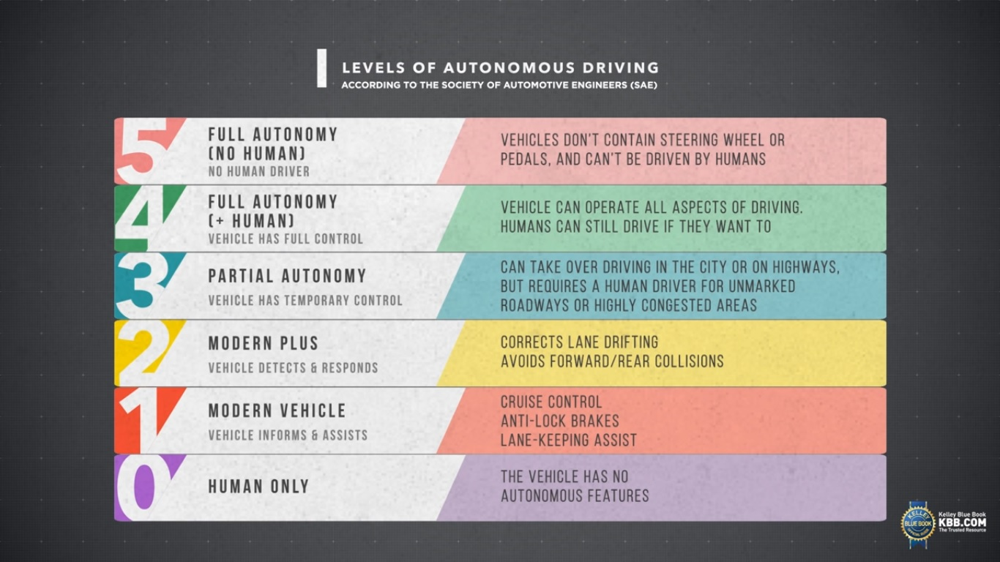 LEVELS OF AUTONOMOUS DRIVING
ACCORDING TO THE SOCIETY OF AUTOMOTIVE ENGINEERS (SAE)
5
FULL AUTONOMY
(NO HUMAN)
NO HUMAN DRIVER
VEHICLES DON'T CONTAIN STEERING WHEEL OR
PEDALS, AND CAN'T BE DRIVEN BY HUMANS
4
FULL AUTONOMY
(+ HUMAN)
VEHICLE HAS FULL CONTROL
VEHICLE CAN OPERATE ALL ASPECTS OF DRIVING.
HUMANS CAN STILL DRIVE IF THEY WANT TO
3
PARTIAL AUTONOMY
VEHICLE HAS TEMPORARY CONTROL
CAN TAKE OVER DRIVING IN THE CITY OR ON HIGHWAYS,
BUT REQUIRES A HUMAN DRIVER FOR UNMARKED
ROADWAYS OR HIGHLY CONGESTED AREAS
2
MODERN PLUS
VEHICLE DETECTS & RESPONDS
CORRECTS LANE DRIFTING
AVOIDS FORWARD/REAR COLLISIONS
1
MODERN VEHICLE
VEHICLE INFORMS & ASSISTS
CRUISE CONTROL
ANTI-LOCK BRAKES
LANE-KEEPING ASSIST
0
HUMAN ONLY
THE VEHICLE HAS NO
AUTONOMOUS FEATURES
KELLEY
BLUE BOOK
Kelley Blue Book
KBB.COM
The Trusted Resource